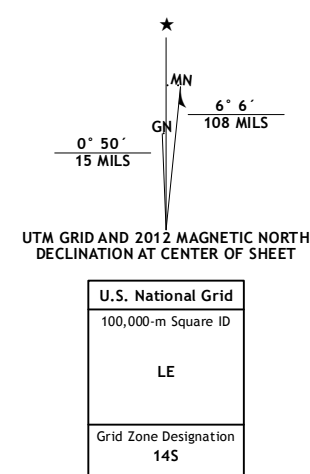 ★
MN
GN
6° 6´
108 MILS
0° 50´
15 MILS
UTM GRID AND 2012 MAGNETIC NORTH
DECLINATION AT CENTER OF SHEET
U.S. National Grid
100,000-m Square ID
LE
Grid Zone Designation
14S